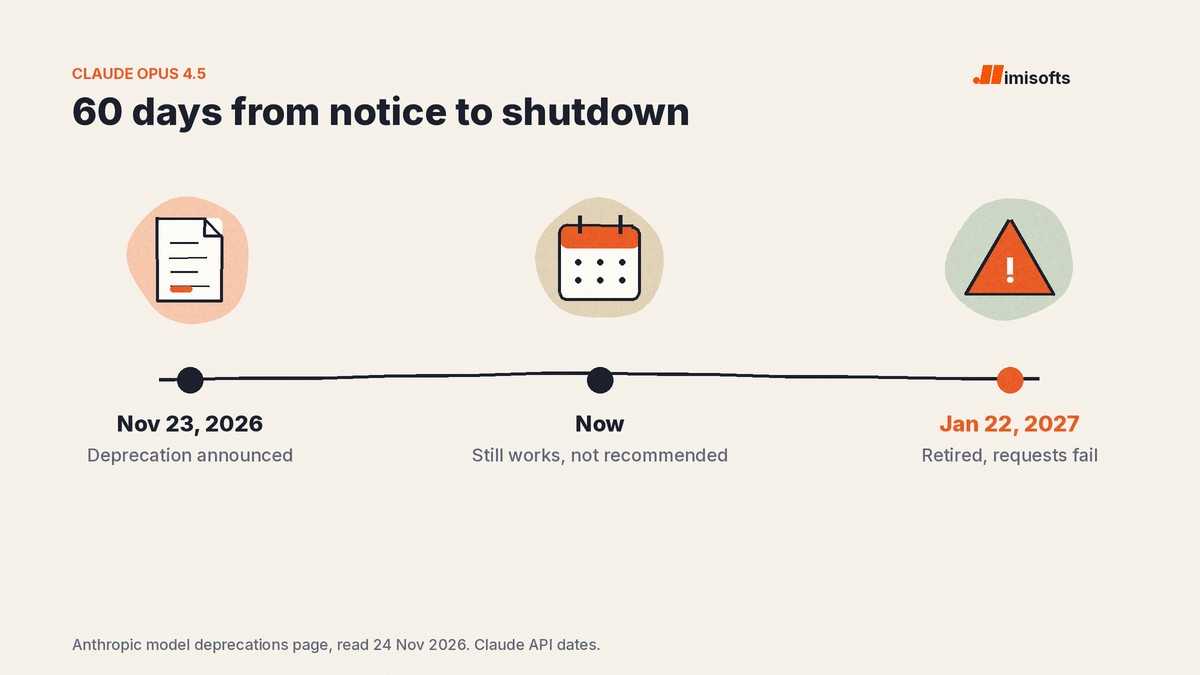 CLAUDE OPUS 4.5
imisofts
60 days from notice to shutdown
!
Nov 23, 2026
Now
Jan 22, 2027
Deprecation announced
Still works, not recommended
Retired, requests fail
Anthropic model deprecations page, read 24 Nov 2026. Claude API dates.